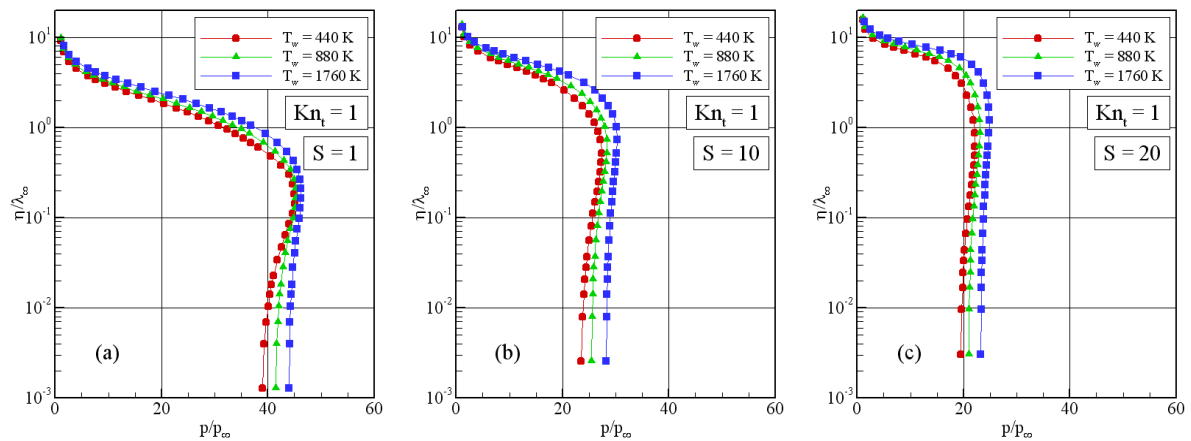 10¹
10⁰
10⁻¹
10⁻²
10⁻³
η/λ∞
T_w = 440 K
T_w = 880 K
T_w = 1760 K
Kn_t = 1
S = 1
(a)
0 20 40 60
p/p∞
10¹
10⁰
10⁻¹
10⁻²
10⁻³
η/λ∞
T_w = 440 K
T_w = 880 K
T_w = 1760 K
Kn_t = 1
S = 10
(b)
0 20 40 60
p/p∞
10¹
10⁰
10⁻¹
10⁻²
10⁻³
η/λ∞
T_w = 440 K
T_w = 880 K
T_w = 1760 K
Kn_t = 1
S = 20
(c)
0 20 40 60
p/p∞